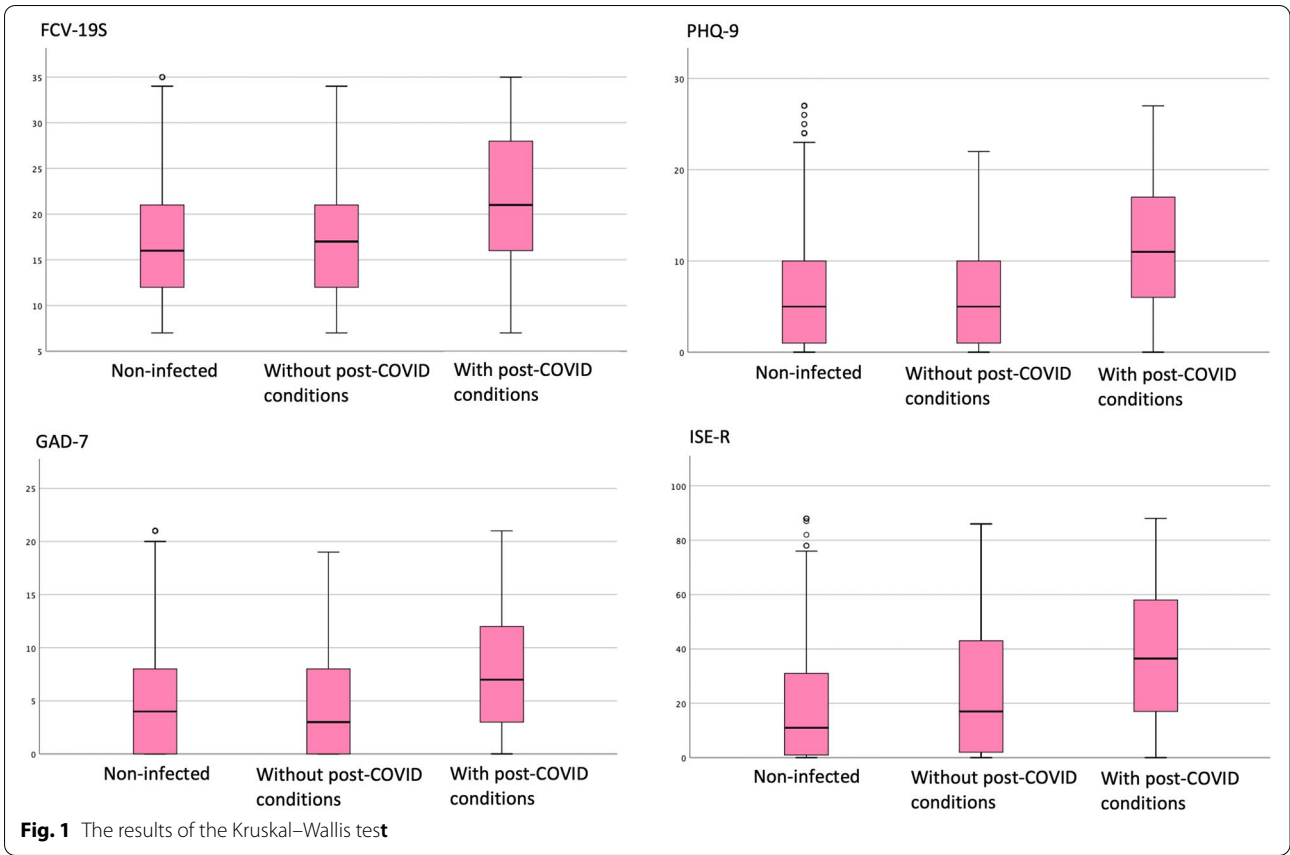 FCV-19S
35
30
25
20
15
10
5
Non-infected
Without post-COVID
conditions
With post-COVID
conditions
PHQ-9
30
20
10
0
Non-infected
Without post-COVID
conditions
With post-COVID
conditions
GAD-7
25
20
15
10
5
0
Non-infected
Without post-COVID
conditions
With post-COVID
conditions
ISE-R
100
80
60
40
20
0
Non-infected
Without post-COVID
conditions
With post-COVID
conditions
Fig. 1 The results of the Kruskal–Wallis test